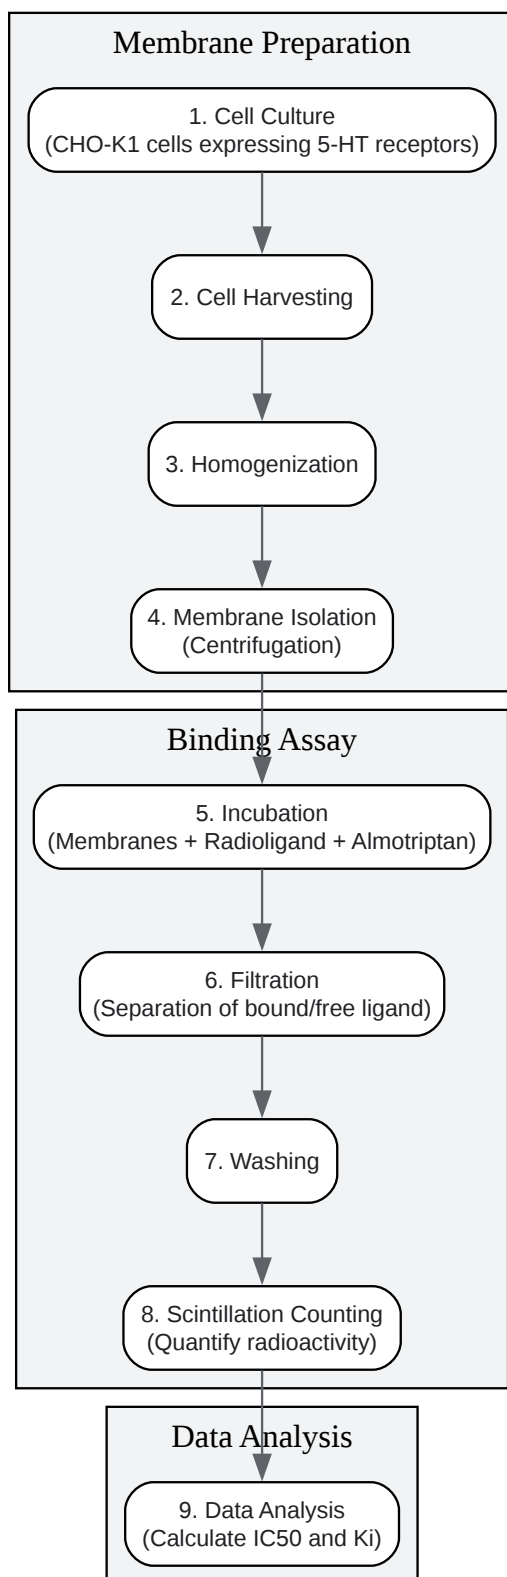 Membrane Preparation
1. Cell Culture
(CHO-K1 cells expressing 5-HT receptors)
2. Cell Harvesting
3. Homogenization
4. Membrane Isolation
(Centrifugation)
Binding Assay
5. Incubation
(Membranes + Radioligand + Almotriptan)
6. Filtration
(Separation of bound/free ligand)
7. Washing
8. Scintillation Counting
(Quantify radioactivity)
Data Analysis
9. Data Analysis
(Calculate IC50 and Ki)